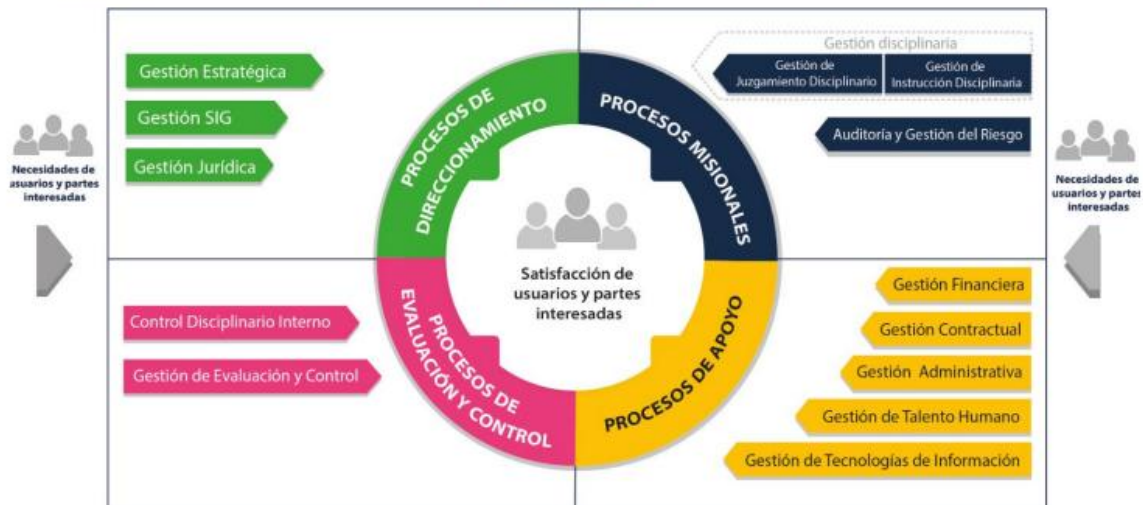 Necesidades de
usuarios y partes
interesadas
Gestión Estratégica
Gestión SIG
Gestión Jurídica
PROCESOS DE
DIRECCIONAMIENTO
PROCESOS MISIONALES
Gestión disciplinaria
Gestión de
Juzgamiento Disciplinario
Gestión de
Instrucción Disciplinaria
Auditoría y Gestión del Riesgo
Necesidades de
usuarios y partes
interesadas
Satisfacción de
usuarios y partes
interesadas
Control Disciplinario Interno
Gestión de Evaluación y Control
PROCESOS DE
EVALUACIÓN Y CONTROL
PROCESOS DE APOYO
Gestión Financiera
Gestión Contractual
Gestión Administrativa
Gestión de Talento Humano
Gestión de Tecnologías de Información